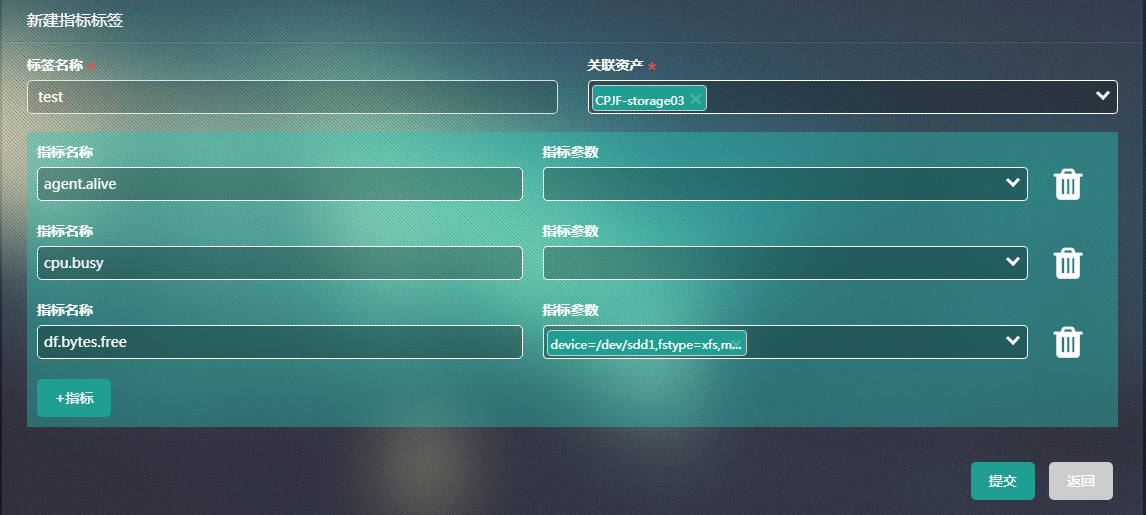 新建指标标签
标签名称 * 关联资产 *
test CPJF-storage03 ×
指标名称 指标参数
agent.alive
指标名称 指标参数
cpu.busy
指标名称 指标参数
df.bytes.free device=/dev/sdd1,fstype=xfs,m...
+指标
提交 返回